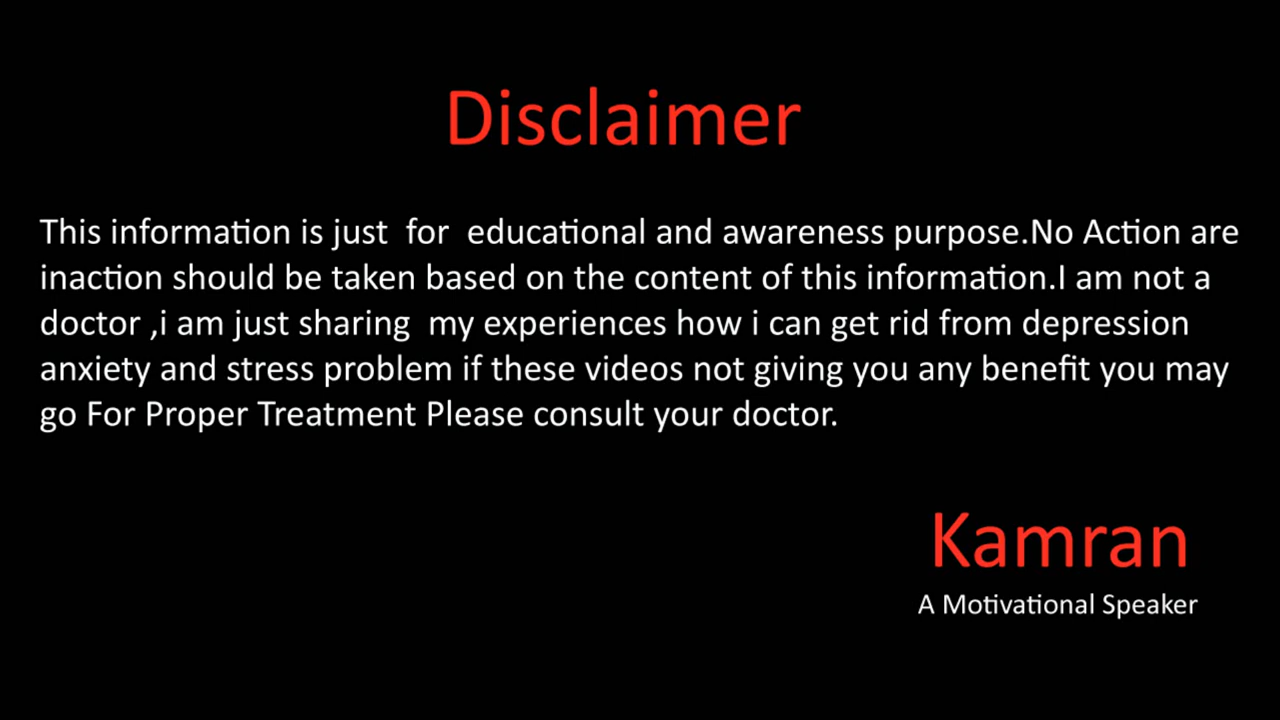 Disclaimer
This information is just  for  educational and awareness purpose.No Action are
inaction should be taken based on the content of this information.I am not a
doctor ,i am just sharing  my experiences how i can get rid from depression
anxiety and stress problem if these videos not giving you any benefit you may
go For Proper Treatment Please consult your doctor.
Kamran
A Motivational Speaker